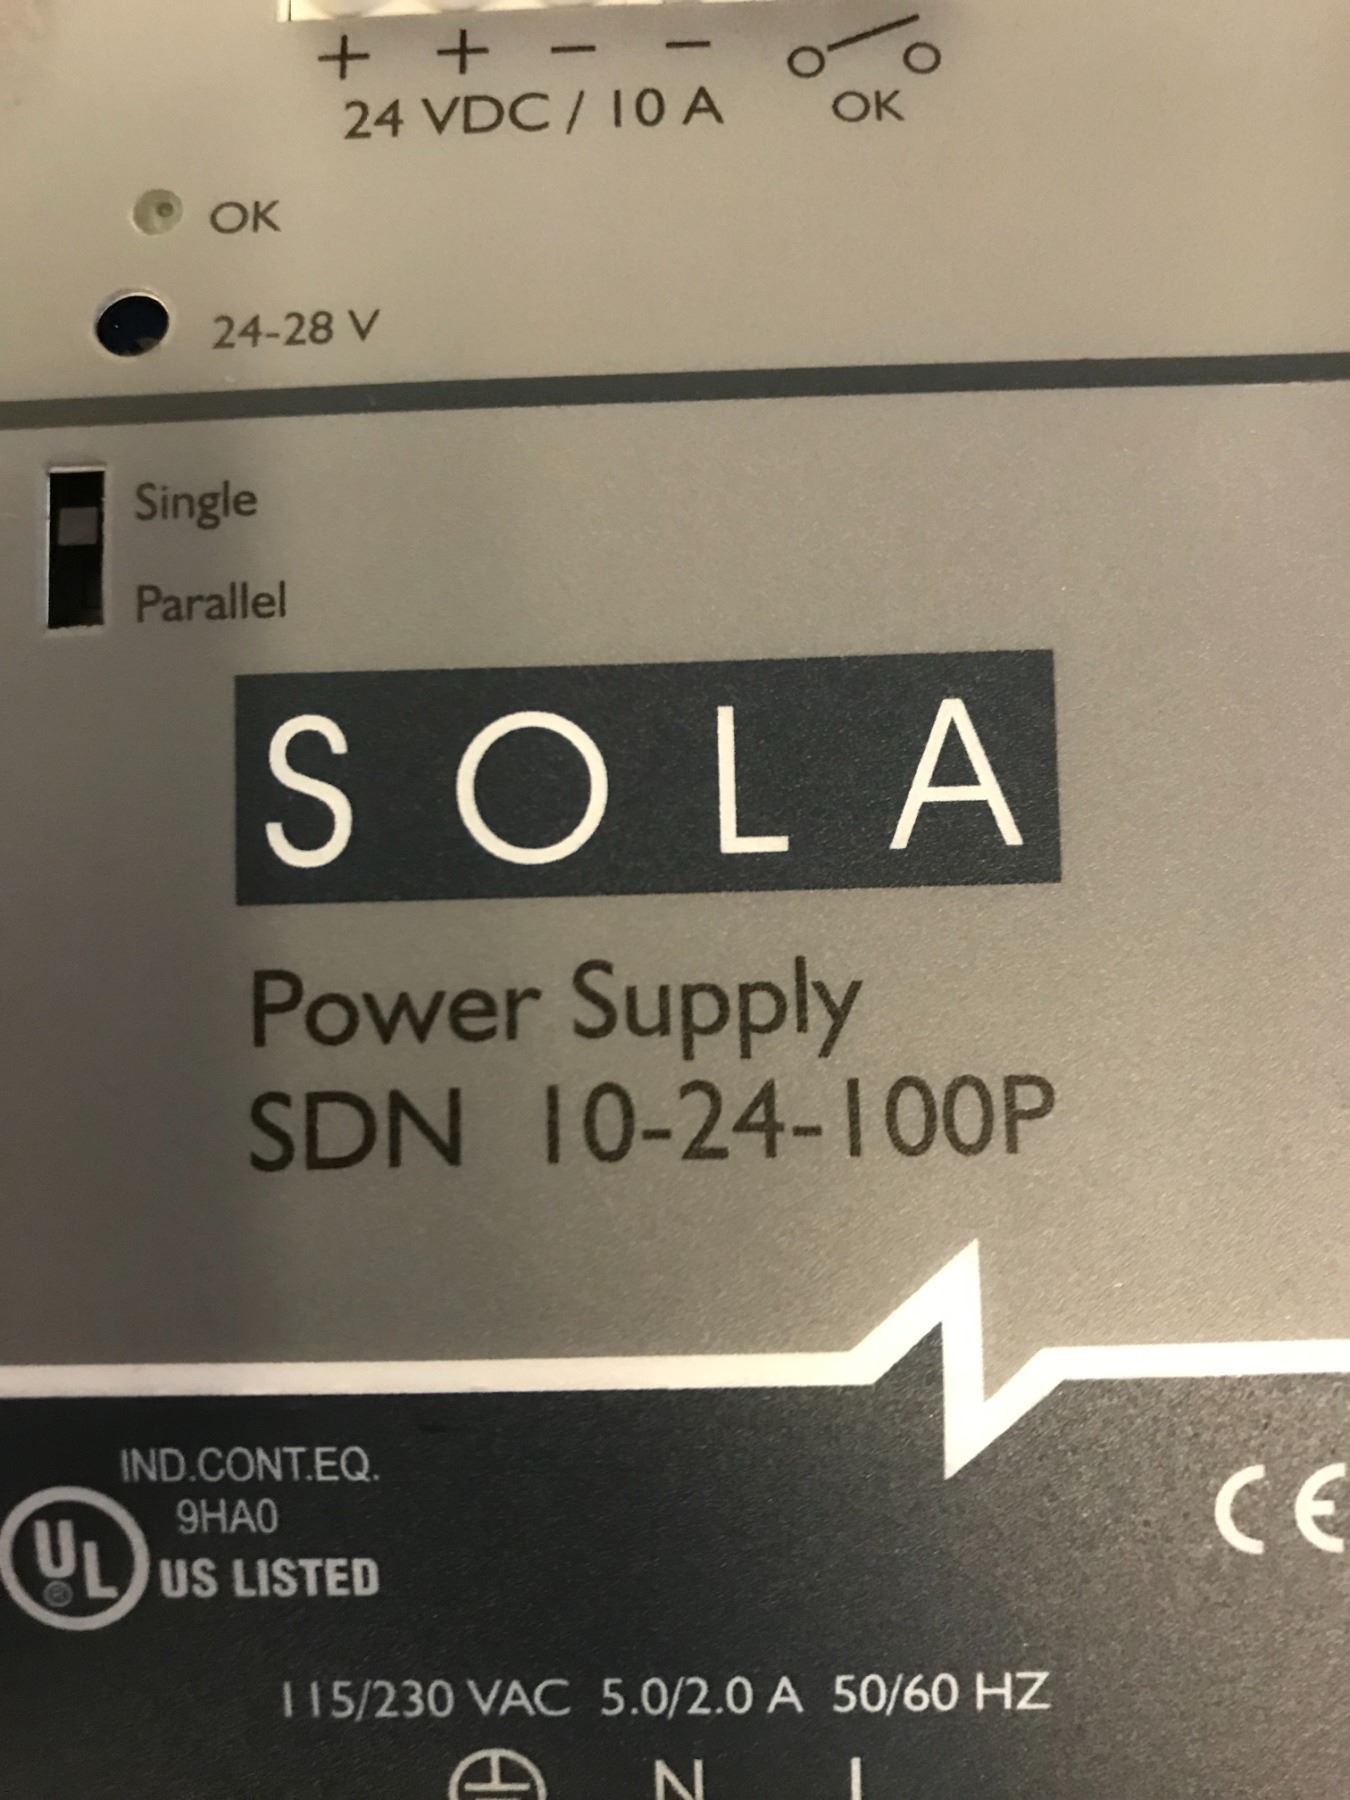 + + − −
24 VDC / 10 A OK
OK
24-28 V
Single
Parallel
SOLA
Power Supply
SDN 10-24-100P
IND.CONT.EQ.
9HA0
UL ® US LISTED
CE
115/230 VAC 5.0/2.0 A 50/60 HZ
N